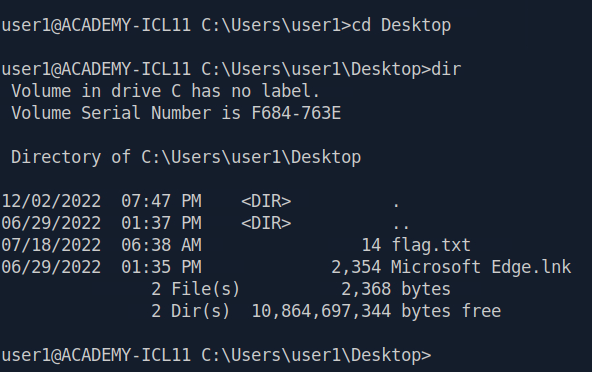 user1@ACADEMY-ICL11 C:\Users\user1>cd Desktop
user1@ACADEMY-ICL11 C:\Users\user1\Desktop>dir
Volume in drive C has no label.
Volume Serial Number is F684-763E
Directory of C:\Users\user1\Desktop
12/02/2022  07:47 PM    <DIR>          .
06/29/2022  01:37 PM    <DIR>          ..
07/18/2022  06:38 AM                14 flag.txt
06/29/2022  01:35 PM             2,354 Microsoft Edge.lnk
2 File(s)          2,368 bytes
2 Dir(s)  10,864,697,344 bytes free
user1@ACADEMY-ICL11 C:\Users\user1\Desktop>